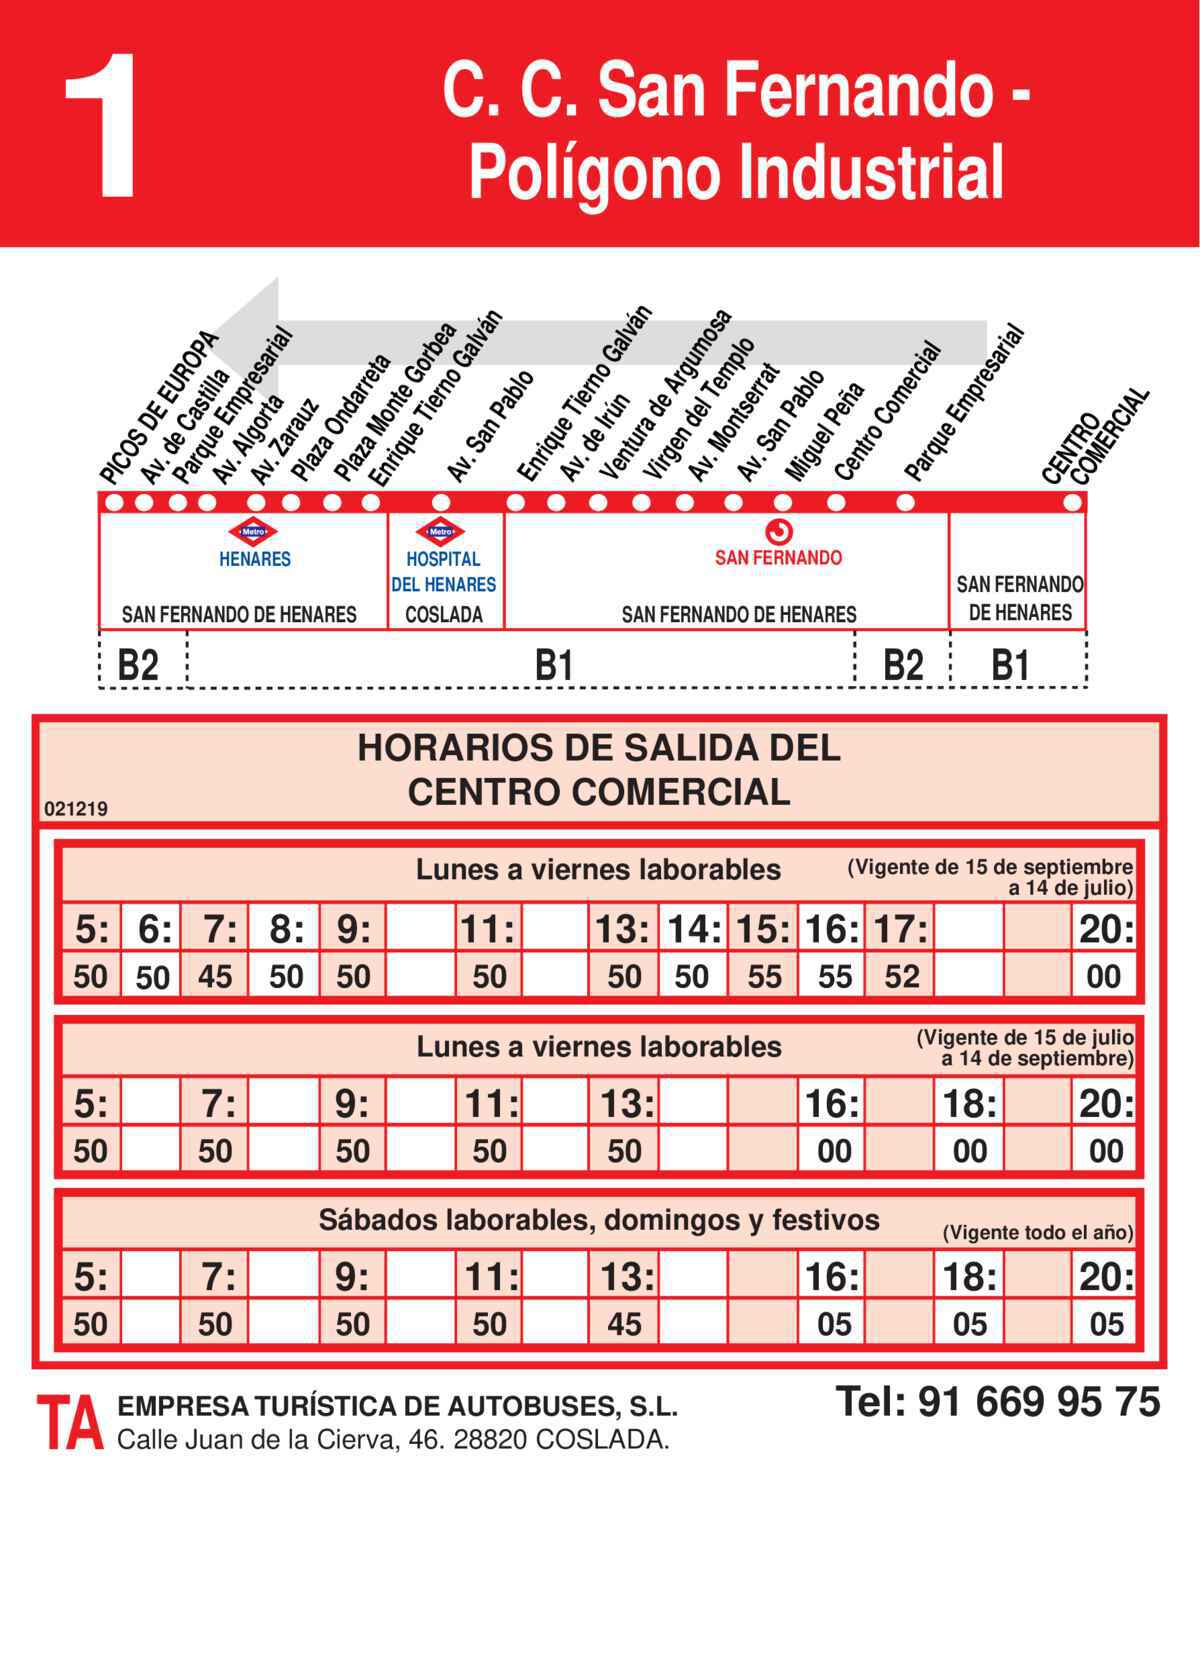 1
C. C. San Fernando -
Polígono Industrial
PICOS DE EUROPA
Av. de Castilla
Parque Empresarial
Av. Algorta
Av. Zarauz
Plaza Ondarreta
Plaza Monte Gorbea
Enrique Tierno Galván
Av. San Pablo
Enrique Tierno Galván
Av. de Irún
Ventura de Argumosa
Virgen del Templo
Av. Montserrat
Av. San Pablo
Miguel Peña
Centro Comercial
Parque Empresarial
CENTRO
COMERCIAL
Metro
HENARES
SAN FERNANDO DE HENARES
Metro
HOSPITAL
DEL HENARES
COSLADA
SAN FERNANDO
SAN FERNANDO DE HENARES
SAN FERNANDO
DE HENARES
B2 B1 B2 B1
HORARIOS DE SALIDA DEL
CENTRO COMERCIAL
021219
Lunes a viernes laborables
(Vigente de 15 de septiembre
a 14 de julio)
5: 6: 7: 8: 9: 11: 13: 14: 15: 16: 17: 20:
50 50 45 50 50 50 50 50 55 55 52 00
Lunes a viernes laborables
(Vigente de 15 de julio
a 14 de septiembre)
5: 7: 9: 11: 13: 16: 18: 20:
50 50 50 50 50 00 00 00
Sábados laborables, domingos y festivos
(Vigente todo el año)
5: 7: 9: 11: 13: 16: 18: 20:
50 50 50 50 45 05 05 05
TA
EMPRESA TURÍSTICA DE AUTOBUSES, S.L.
Calle Juan de la Cierva, 46. 28820 COSLADA.
Tel: 91 669 95 75